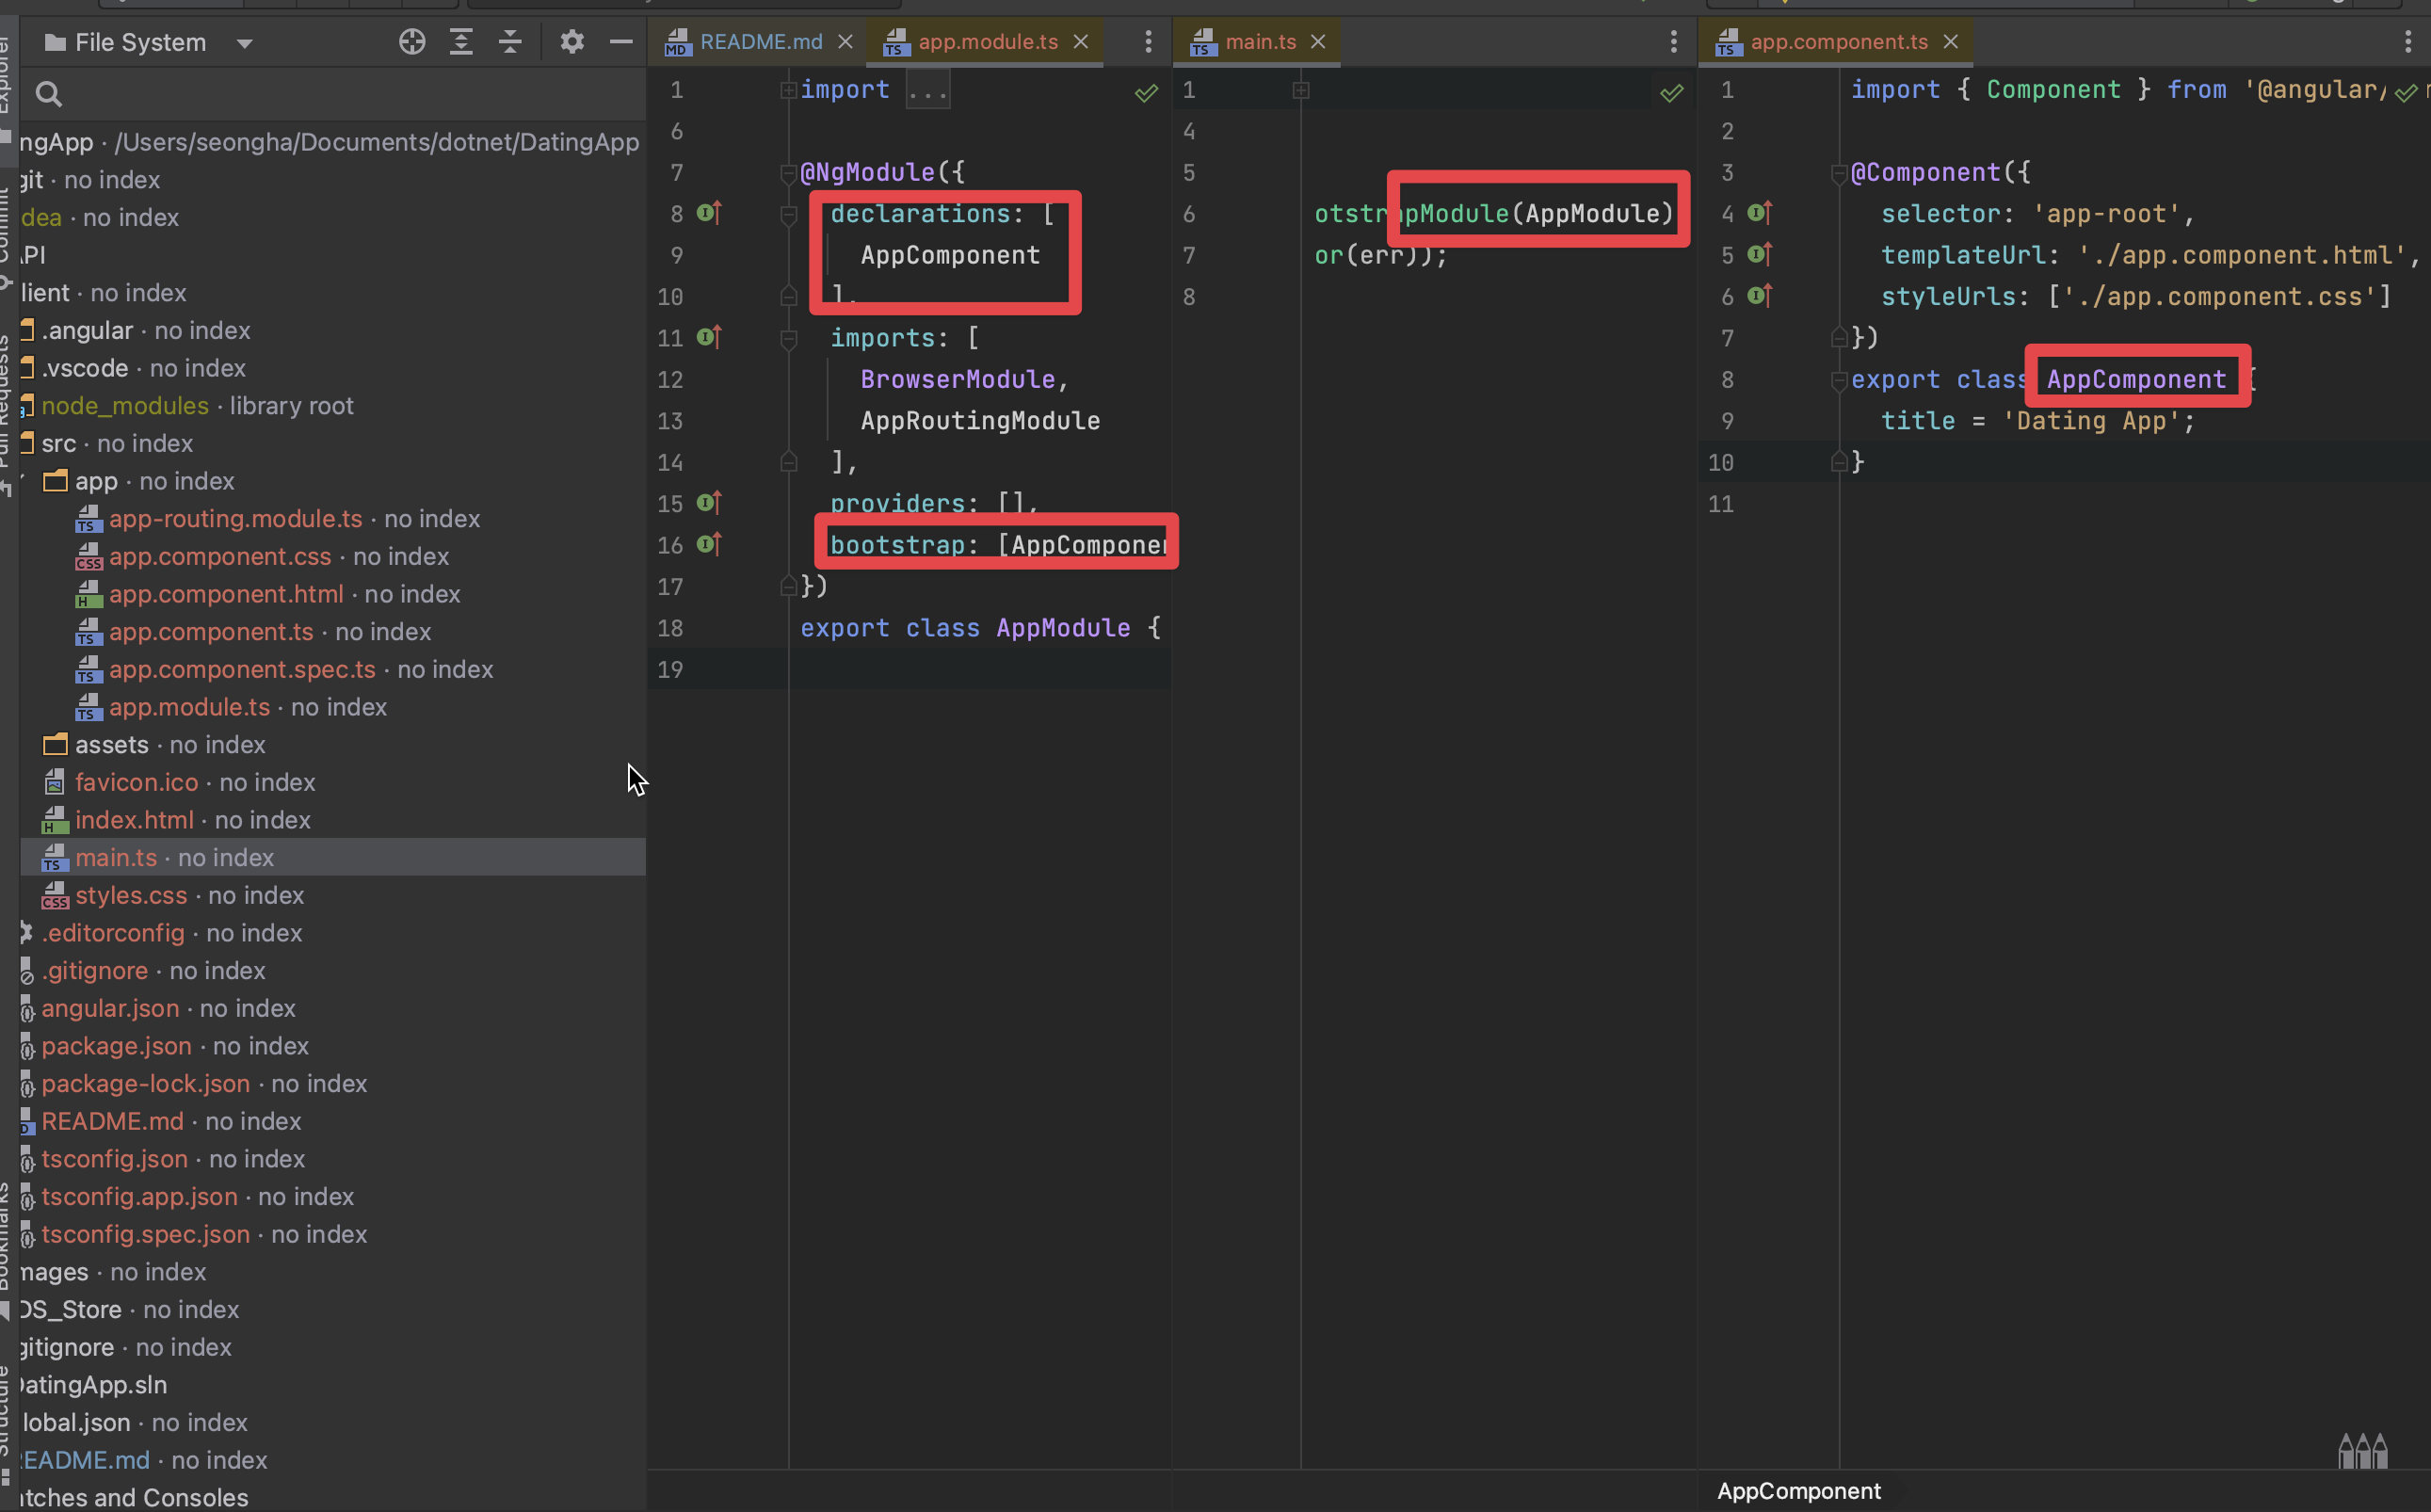 File System
ngApp · /Users/seongha/Documents/dotnet/DatingApp
git · no index
dea · no index
API
lient · no index
.angular · no index
.vscode · no index
node_modules · library root
src · no index
app · no index
app-routing.module.ts · no index
app.component.css · no index
app.component.html · no index
app.component.ts · no index
app.component.spec.ts · no index
app.module.ts · no index
assets · no index
favicon.ico · no index
index.html · no index
main.ts · no index
styles.css · no index
.editorconfig · no index
.gitignore · no index
angular.json · no index
package.json · no index
package-lock.json · no index
README.md · no index
tsconfig.json · no index
tsconfig.app.json · no index
tsconfig.spec.json · no index
mages · no index
DS_Store · no index
gitignore · no index
DatingApp.sln
lobal.json · no index
README.md · no index
tches and Consoles
Explorer
Commit
Pull Requests
Bookmarks
Structure
README.md
app.module.ts
1 import ...
6
7 @NgModule({
8 declarations: [
9 AppComponent
10 ],
11 imports: [
12 BrowserModule,
13 AppRoutingModule
14 ],
15 providers: [],
16 bootstrap: [AppComponen
17 })
18 export class AppModule {
19
main.ts
1
4
5
6 otstrapModule(AppModule)
7 or(err));
8
app.component.ts
1 import { Component } from '@angular/
2
3 @Component({
4 selector: 'app-root',
5 templateUrl: './app.component.html',
6 styleUrls: ['./app.component.css']
7 })
8 export class AppComponent {
9 title = 'Dating App';
10 }
11
AppComponent